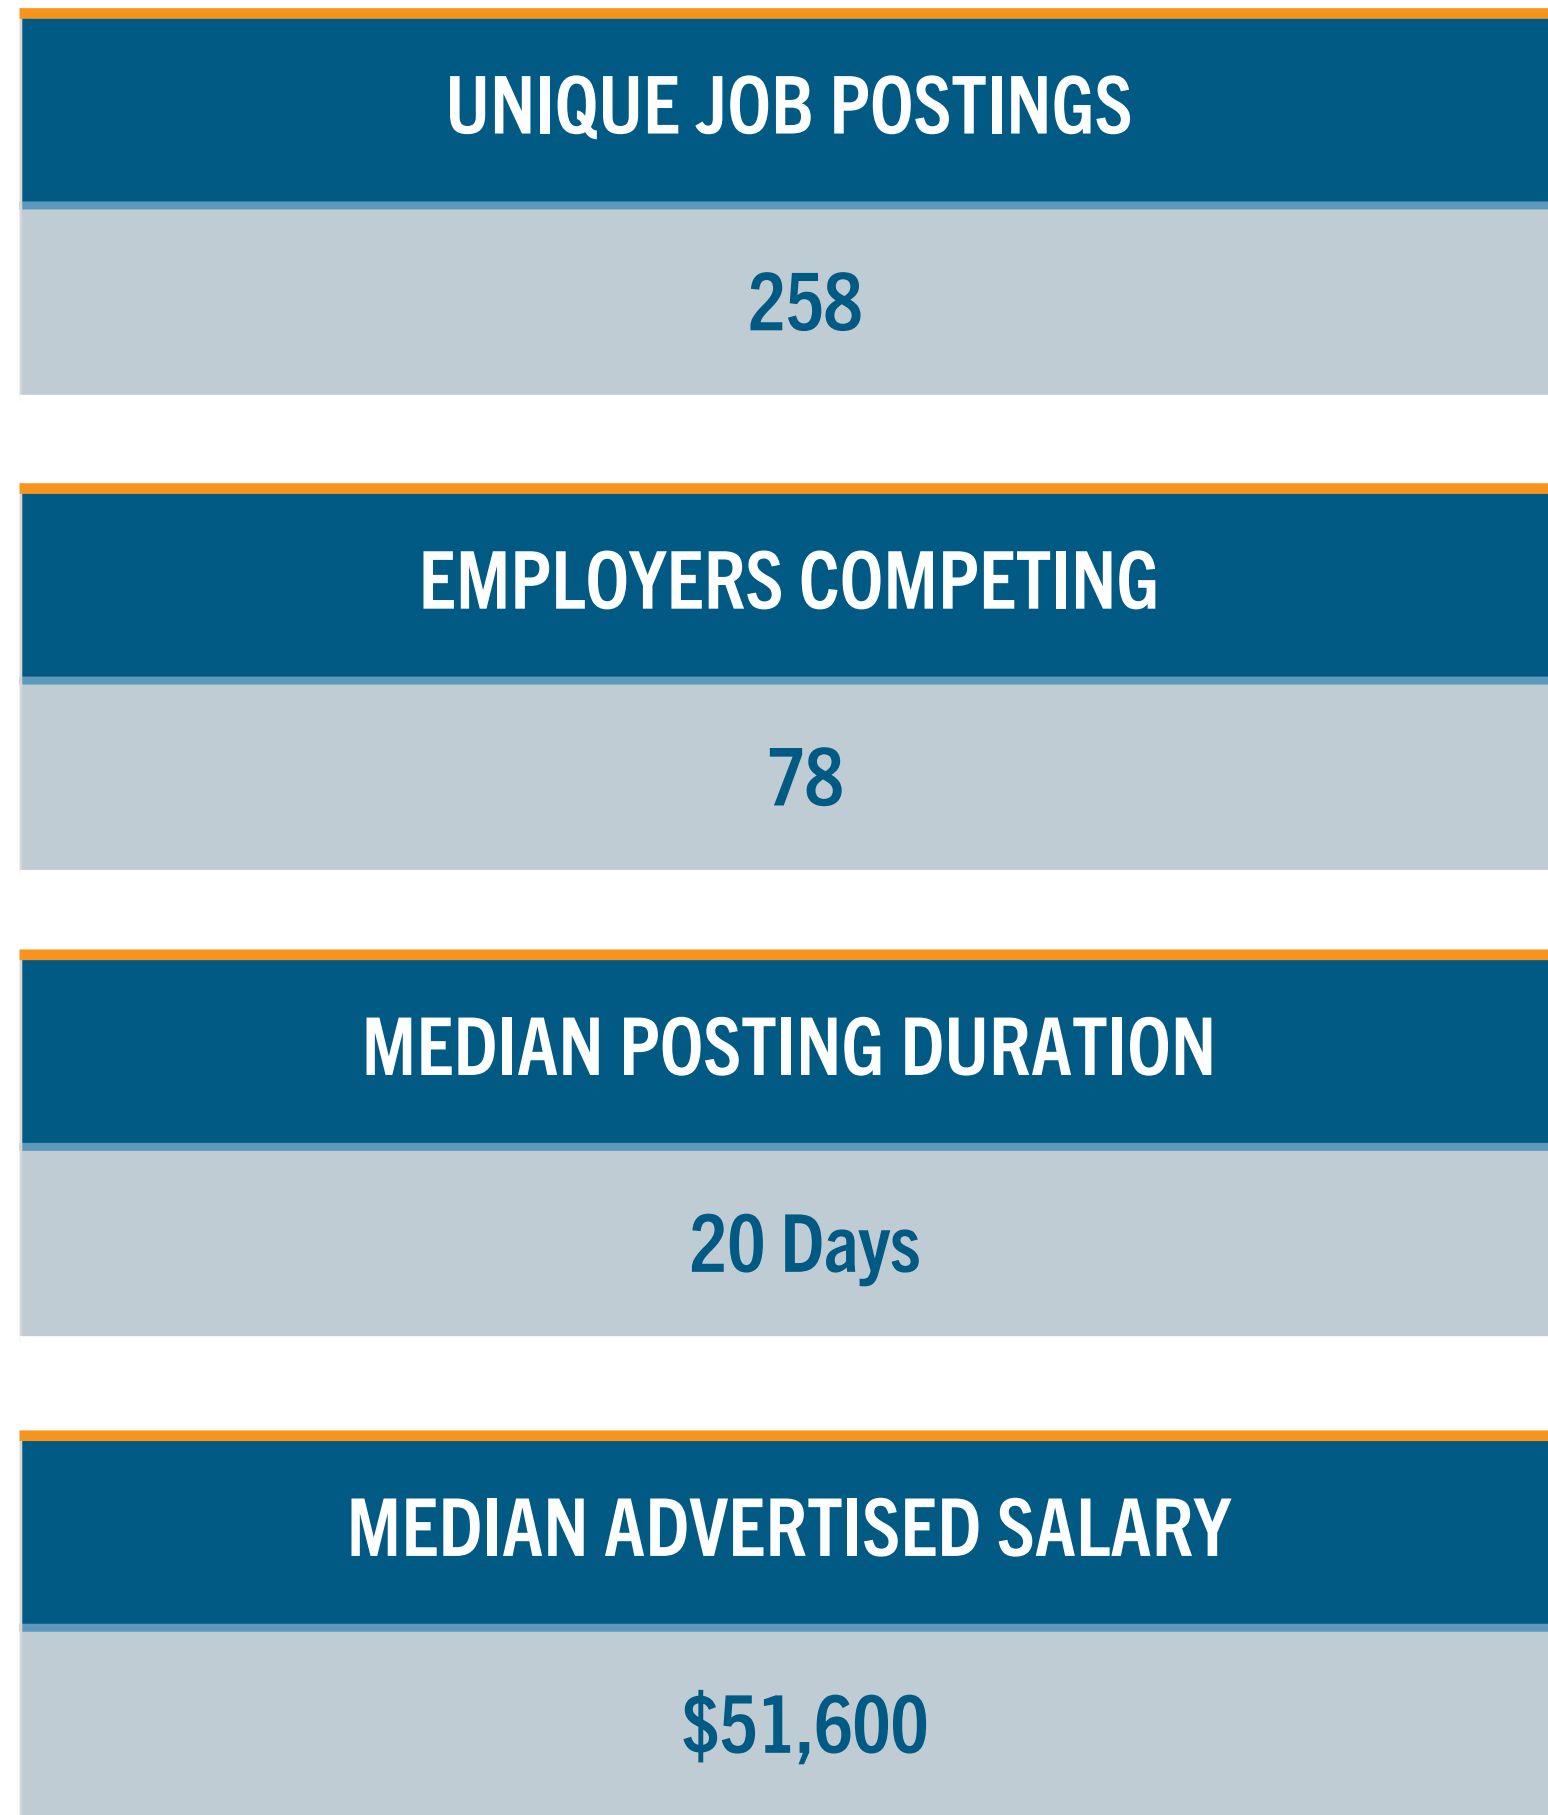 UNIQUE JOB POSTINGS
258
EMPLOYERS COMPETING
78
MEDIAN POSTING DURATION
20 Days
MEDIAN ADVERTISED SALARY
$51,600